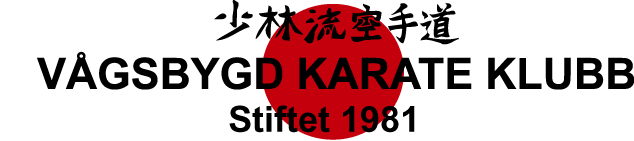 少林流空手道
VÅGSBYGD KARATE KLUBB
Stiftet 1981